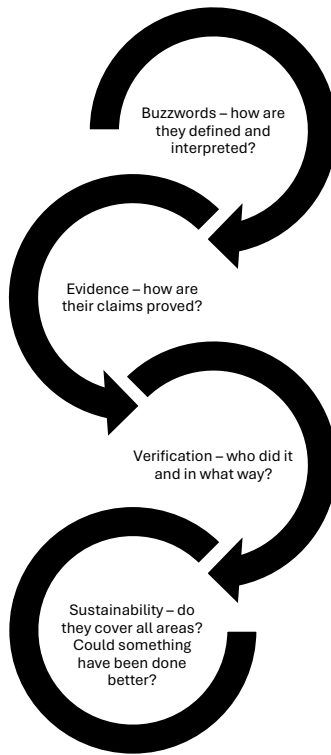 Buzzwords – how are
they defined and
interpreted?
Evidence – how are
their claims proved?
Verification – who did it
and in what way?
Sustainability – do
they cover all areas?
Could something
have been done
better?